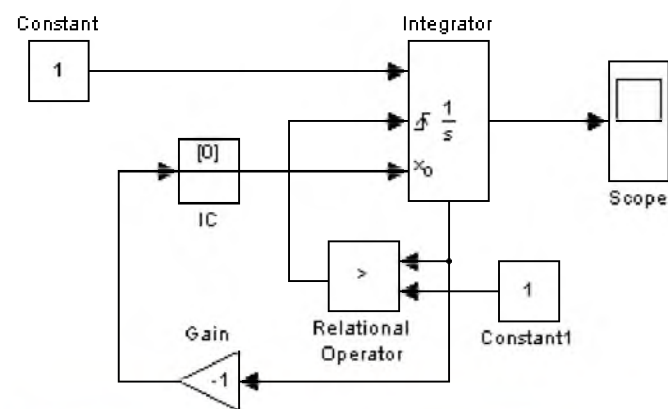 Constant
Integrator
1
1
s
[0]
x0
IC
Scope
>
1
Gain
Relational
Operator
Constant1
-1